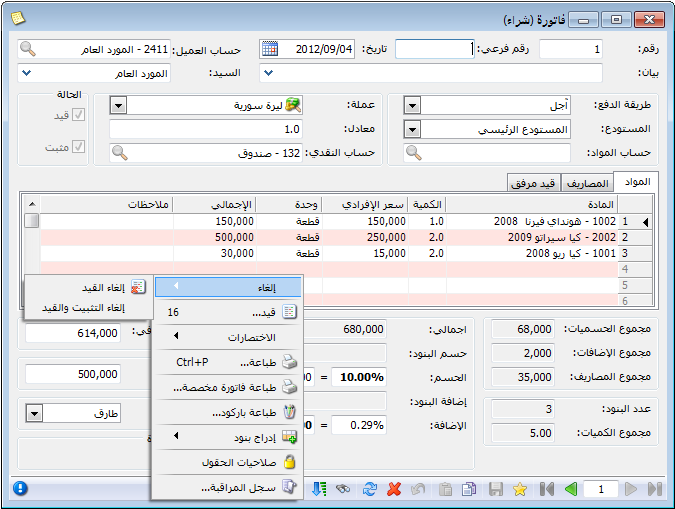 فاتورة (شراء)
رقم: 1 رقم فرعي: 1 تاريخ: 2012/09/04 حساب العميل: 2411 - المورد العام
بيان: السيد: المورد العام
طريقة الدفع: آجل عملة: ليرة سورية الحالة
المستودع: المستودع الرئيسي معادل: 1.0 قيد
حساب المواد: حساب النقدي: 132 - صندوق مثبت
المواد المصاريف قيد مرفق
المادة الكمية سعر الإفرادي وحدة الإجمالي ملاحظات
1 1002 - هونداي فيرنا 2008 1.0 150,000 قطعة 150,000
2 2002 - كيا سيراتو 2009 2.0 250,000 قطعة 500,000
3 1001 - كيا ريو 2008 2.0 15,000 قطعة 30,000
4
5
6
إلغاء
إلغاء القيد
إلغاء التثبيت والقيد
قيد... 16
الاختصارات
طباعة... Ctrl+P
طباعة فاتورة مخصصة...
طباعة باركود...
إدراج بنود
صلاحيات الحقول
سجل المراقبة...
مجموع الحسميات: 68,000 اجمالي: 680,000 614,000
مجموع الإضافات: 2,000 حسم البنود:
مجموع المصاريف: 35,000 الحسم: 10.00% = 500,000
عدد البنود: 3 إضافة البنود: طارق
مجموع الكميات: 5.00 الإضافة: 0.29% =
1